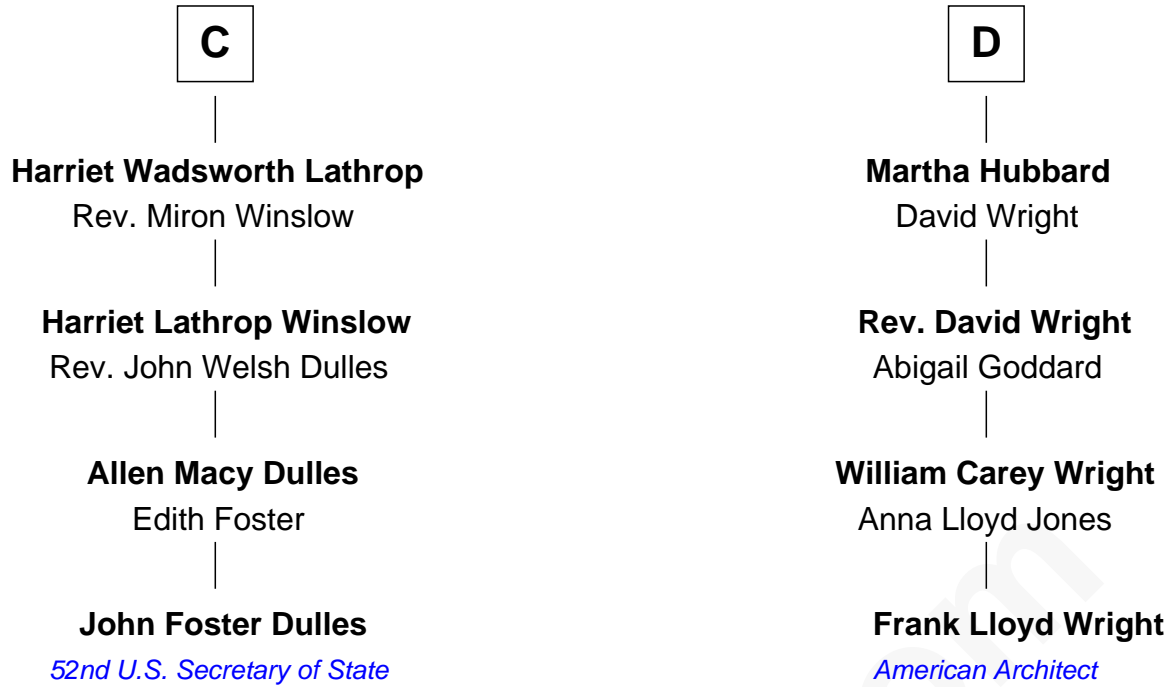 C
Harriet Wadsworth Lathrop
Rev. Miron Winslow
Harriet Lathrop Winslow
Rev. John Welsh Dulles
Allen Macy Dulles
Edith Foster
John Foster Dulles
52nd U.S. Secretary of State
D
Martha Hubbard
David Wright
Rev. David Wright
Abigail Goddard
William Carey Wright
Anna Lloyd Jones
Frank Lloyd Wright
American Architect